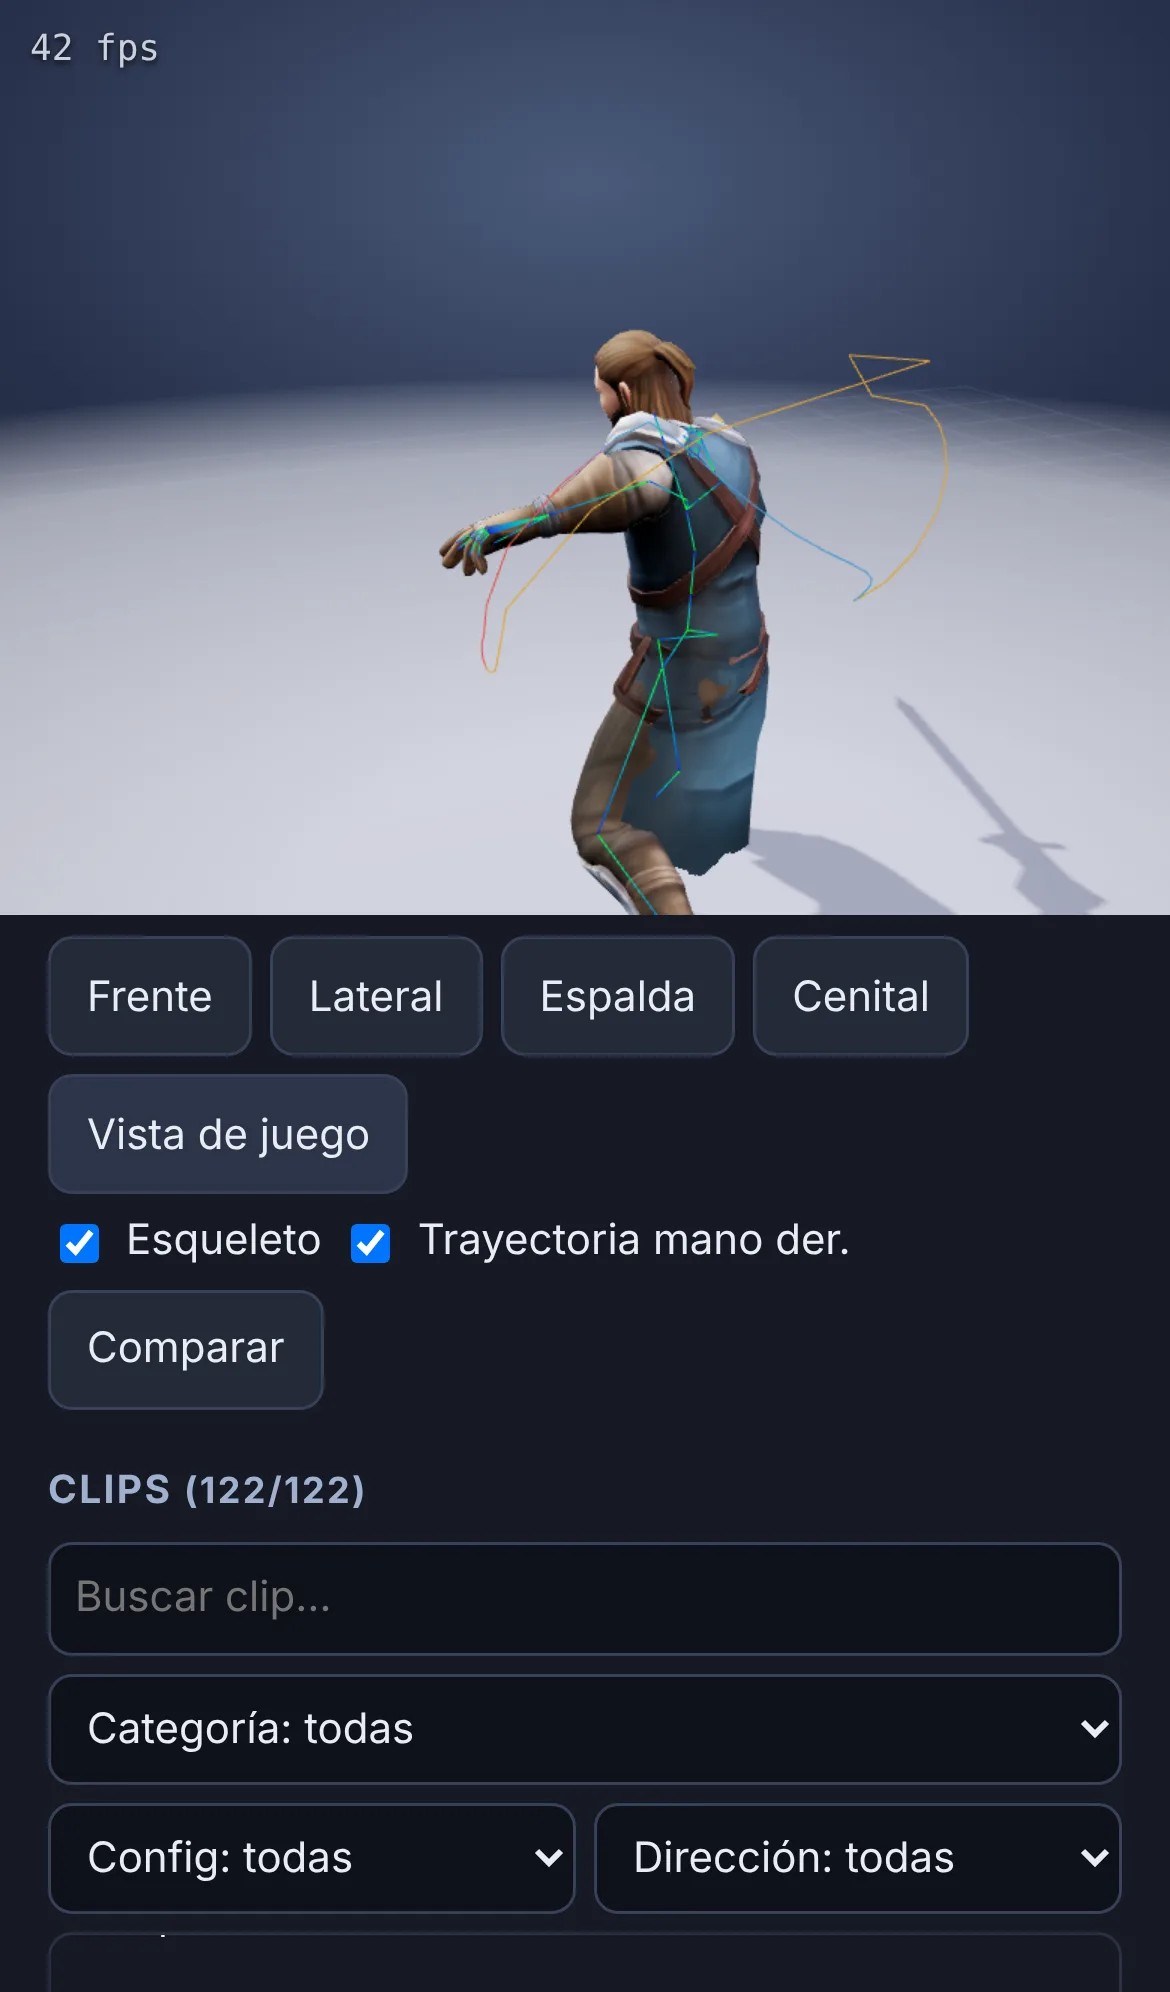 42 fps
Frente Lateral Espalda Cenital
Vista de juego
Esqueleto Trayectoria mano der.
Comparar
CLIPS (122/122)
Buscar clip...
Categoría: todas
Config: todas Dirección: todas